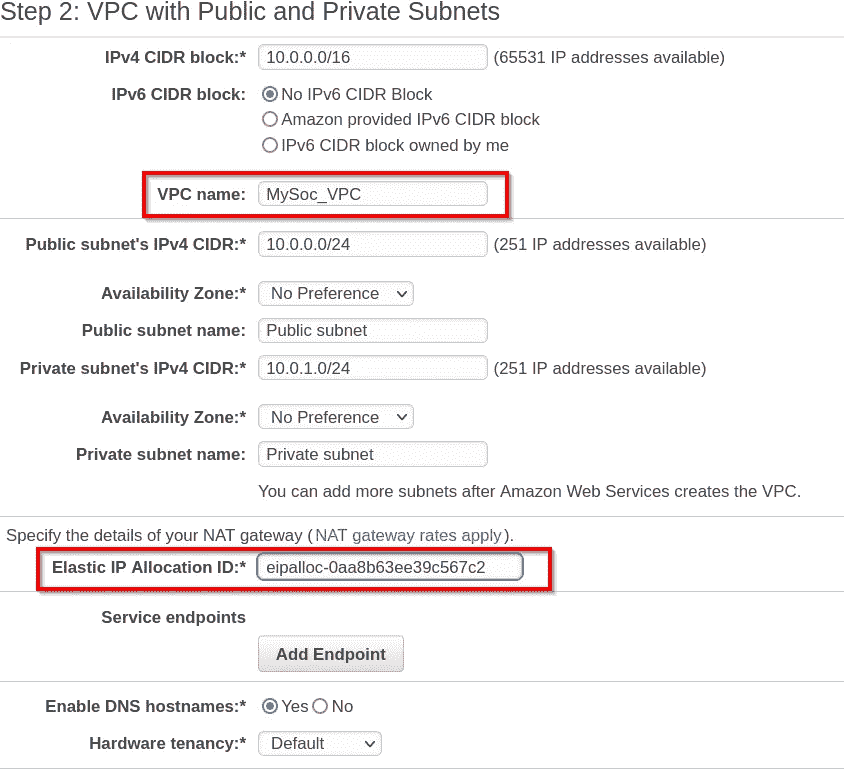 Step 2: VPC with Public and Private Subnets
IPv4 CIDR block:* 10.0.0.0/16 (65531 IP addresses available)
IPv6 CIDR block: No IPv6 CIDR Block
Amazon provided IPv6 CIDR block
IPv6 CIDR block owned by me
VPC name: MySoc_VPC
Public subnet's IPv4 CIDR:* 10.0.0.0/24 (251 IP addresses available)
Availability Zone:* No Preference
Public subnet name: Public subnet
Private subnet's IPv4 CIDR:* 10.0.1.0/24 (251 IP addresses available)
Availability Zone:* No Preference
Private subnet name: Private subnet
You can add more subnets after Amazon Web Services creates the VPC.
Specify the details of your NAT gateway (NAT gateway rates apply).
Elastic IP Allocation ID:* eipalloc-0aa8b63ee39c567c2
Service endpoints
Add Endpoint
Enable DNS hostnames:* Yes No
Hardware tenancy:* Default